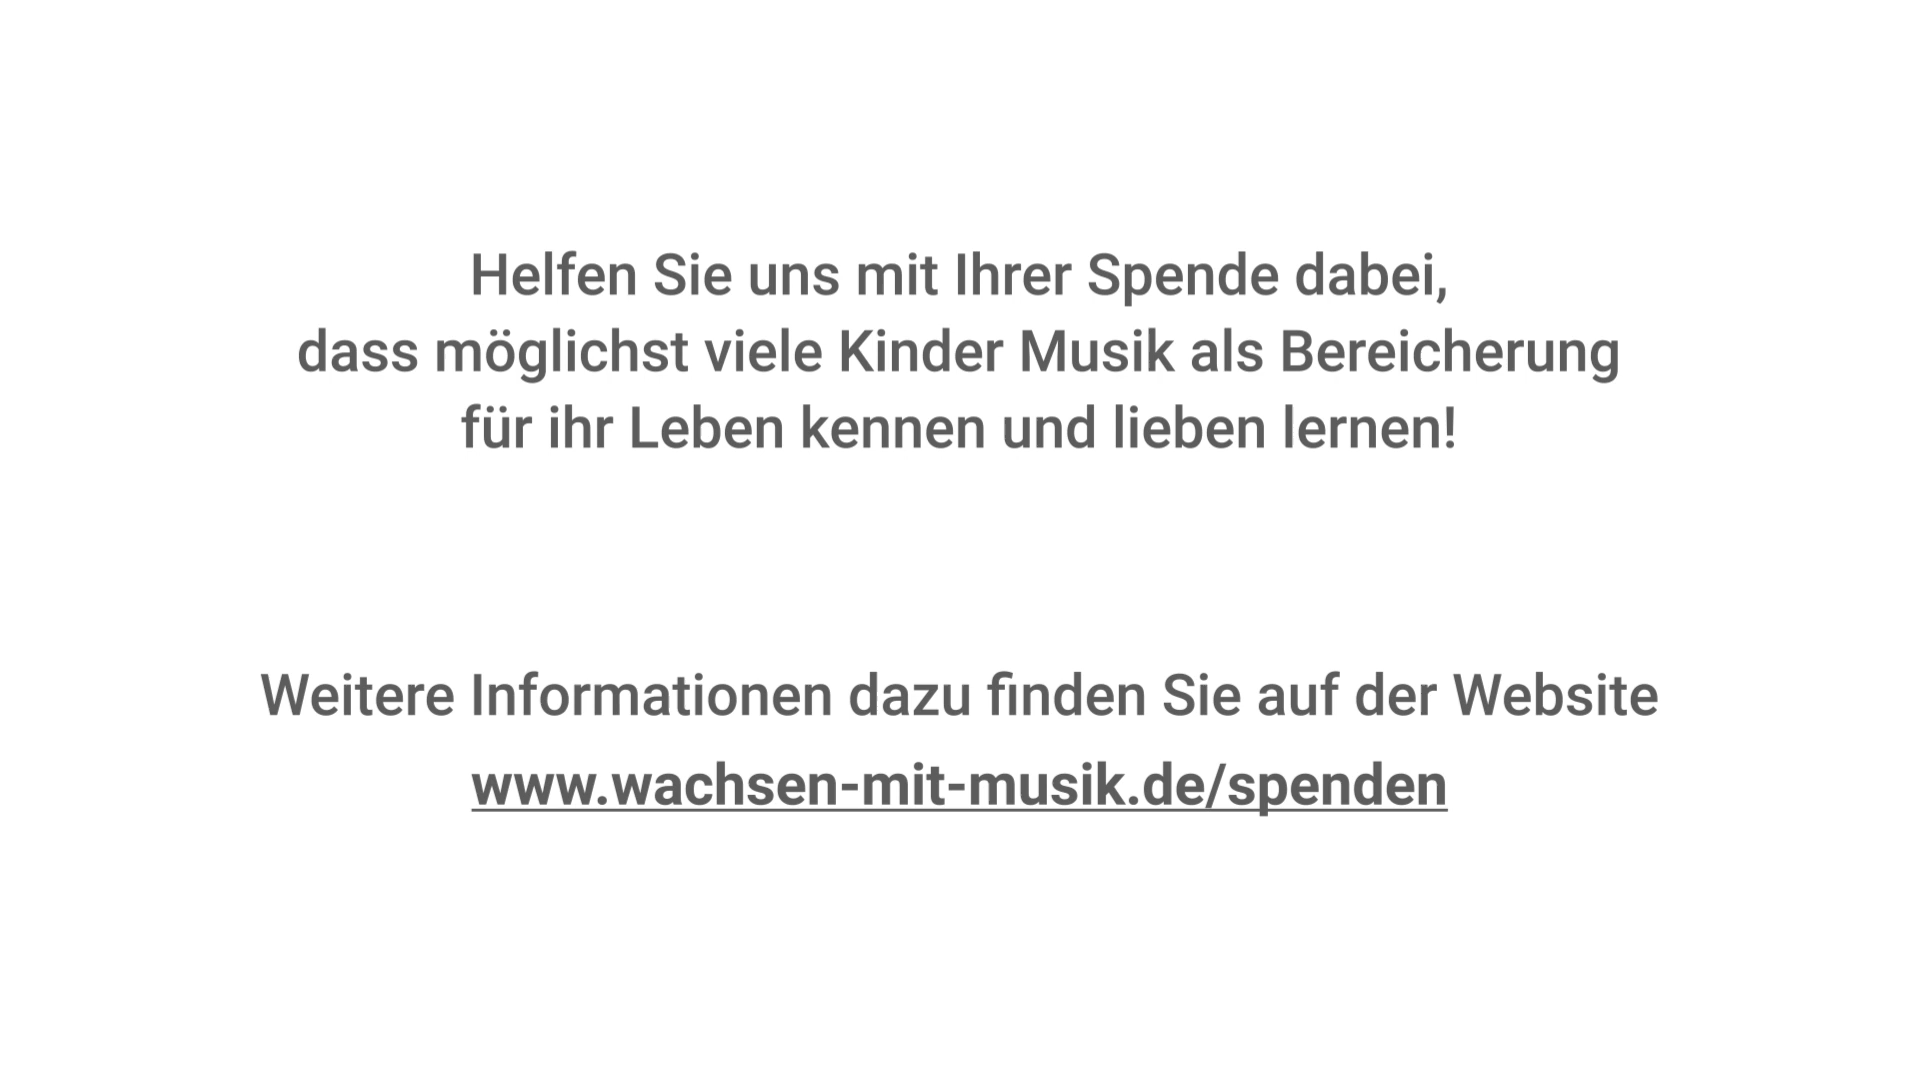 Helfen Sie uns mit Ihrer Spende dabei,
dass möglichst viele Kinder Musik als Bereicherung
für ihr Leben kennen und lieben lernen!
Weitere Informationen dazu finden Sie auf der Website
www.wachsen-mit-musik.de/spenden